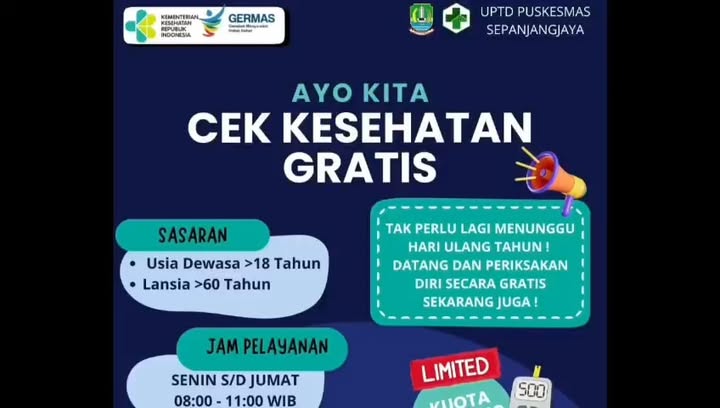 KEMENTERIAN
KESEHATAN
REPUBLIK
INDONESIA
GERMAS
UPTD PUSKESMAS
SEPANJANGJAYA
AYO KITA
CEK KESEHATAN
GRATIS
SASARAN
• Usia Dewasa >18 Tahun
• Lansia >60 Tahun
TAK PERLU LAGI MENUNGGU
HARI ULANG TAHUN !
DATANG DAN PERIKSAKAN
DIRI SECARA GRATIS
SEKARANG JUGA !
JAM PELAYANAN
SENIN S/D JUMAT
08:00 - 11:00 WIB
LIMITED
KUOTA
500